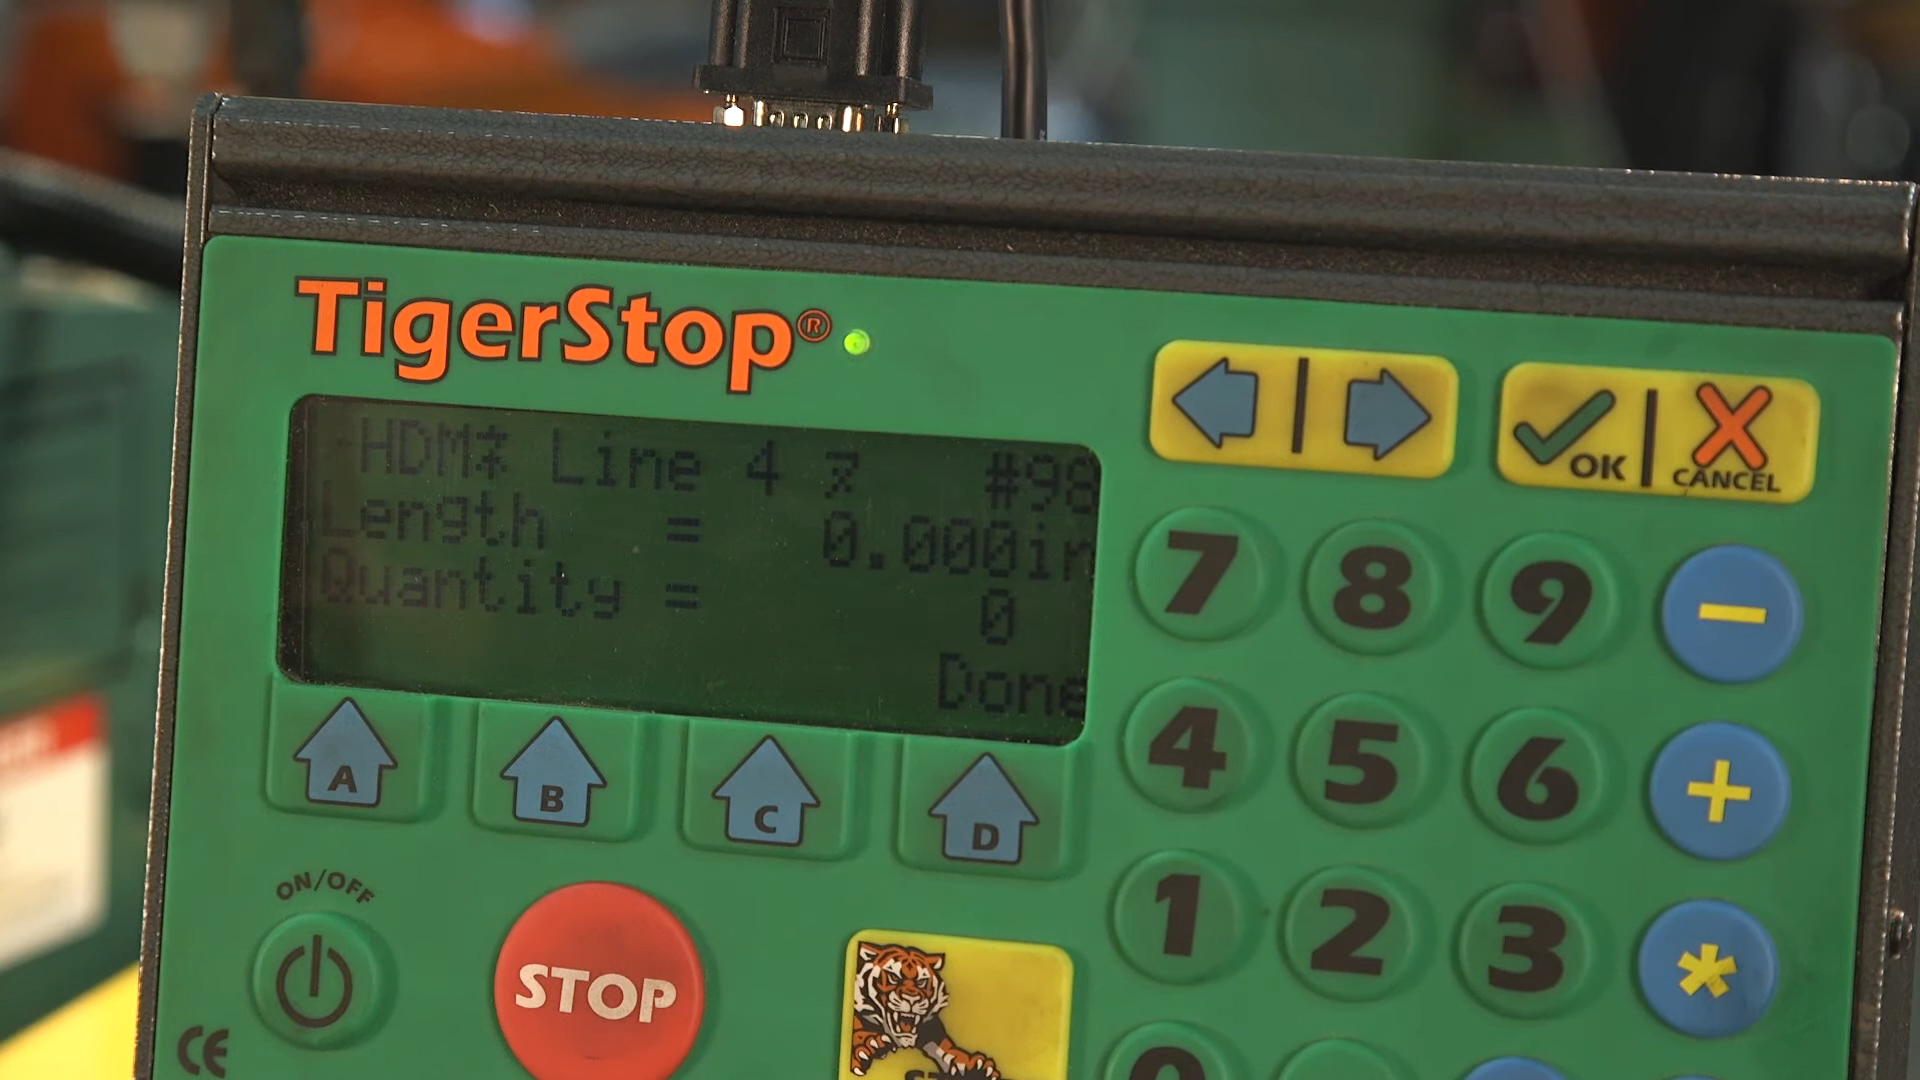 TigerStop®
HDM* Line 4 #98
Length = 0.000in
Quantity = 0
Done
OK
CANCEL
7 8 9 −
4 5 6 +
1 2 3 *
A B C D
ON/OFF
STOP
CE